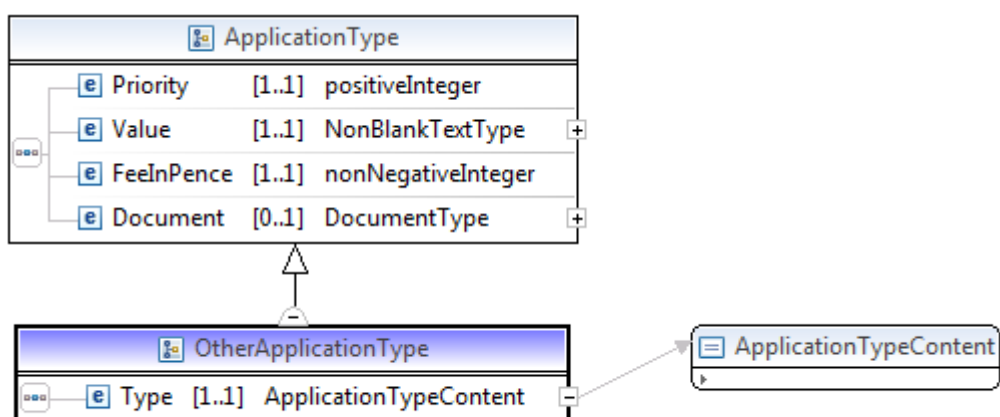 ApplicationType
e Priority [1..1] positiveInteger
e Value [1..1] NonBlankTextType
e FeeInPence [1..1] nonNegativeInteger
e Document [0..1] DocumentType
OtherApplicationType
e Type [1..1] ApplicationTypeContent
ApplicationTypeContent